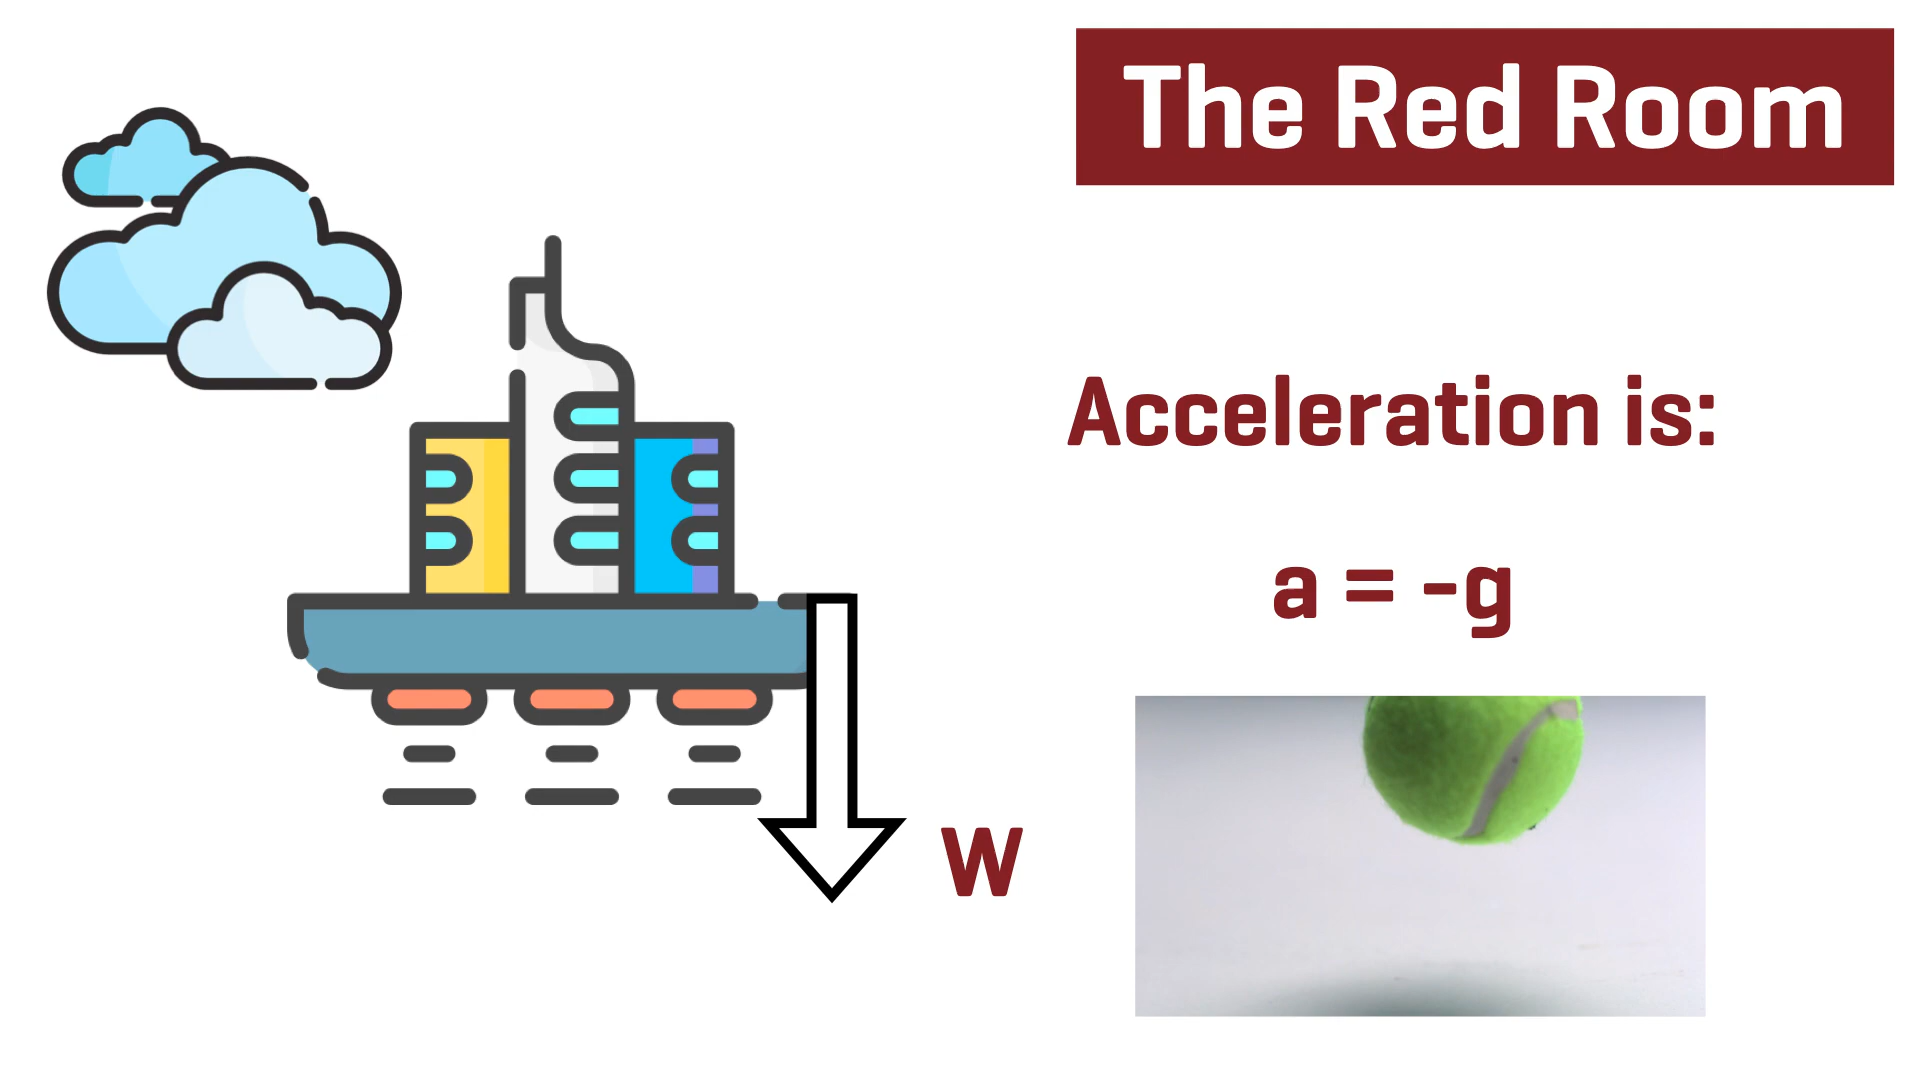 The Red Room
Acceleration is:
a = -g
W